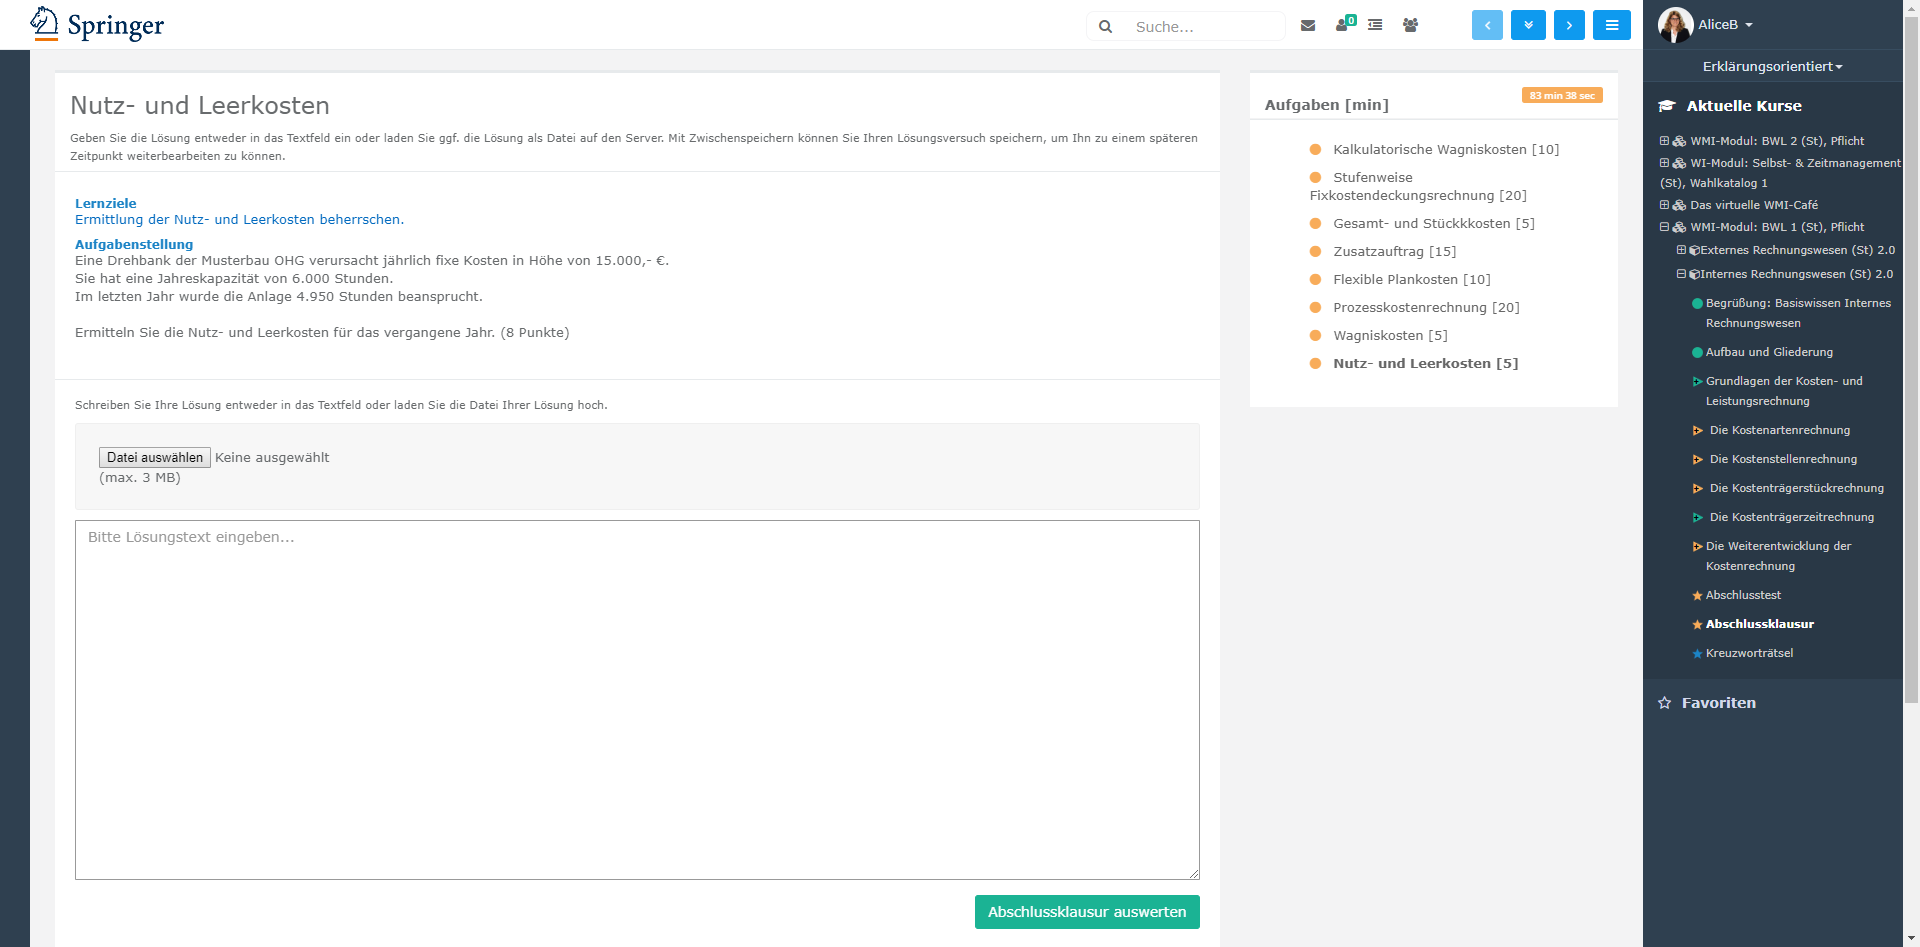 Springer
Suche...
0
AliceB
Erklärungsorientiert
Nutz- und Leerkosten
Geben Sie die Lösung entweder in das Textfeld ein oder laden Sie ggf. die Lösung als Datei auf den Server. Mit Zwischenspeichern können Sie Ihren Lösungsversuch speichern, um Ihn zu einem späteren
Zeitpunkt weiterbearbeiten zu können.
Lernziele
Ermittlung der Nutz- und Leerkosten beherrschen.
Aufgabenstellung
Eine Drehbank der Musterbau OHG verursacht jährlich fixe Kosten in Höhe von 15.000,- €.
Sie hat eine Jahreskapazität von 6.000 Stunden.
Im letzten Jahr wurde die Anlage 4.950 Stunden beansprucht.
Ermitteln Sie die Nutz- und Leerkosten für das vergangene Jahr. (8 Punkte)
Schreiben Sie Ihre Lösung entweder in das Textfeld oder laden Sie die Datei Ihrer Lösung hoch.
Datei auswählen Keine ausgewählt
(max. 3 MB)
Bitte Lösungstext eingeben...
Abschlussklausur auswerten
Aufgaben [min]
83 min 38 sec
Kalkulatorische Wagniskosten [10]
Stufenweise
Fixkostendeckungsrechnung [20]
Gesamt- und Stückkkosten [5]
Zusatzauftrag [15]
Flexible Plankosten [10]
Prozesskostenrechnung [20]
Wagniskosten [5]
Nutz- und Leerkosten [5]
Aktuelle Kurse
WMI-Modul: BWL 2 (St), Pflicht
WI-Modul: Selbst- & Zeitmanagement
(St), Wahlkatalog 1
Das virtuelle WMI-Café
WMI-Modul: BWL 1 (St), Pflicht
Externes Rechnungswesen (St) 2.0
Internes Rechnungswesen (St) 2.0
Begrüßung: Basiswissen Internes
Rechnungswesen
Aufbau und Gliederung
Grundlagen der Kosten- und
Leistungsrechnung
Die Kostenartenrechnung
Die Kostenstellenrechnung
Die Kostenträgerstückrechnung
Die Kostenträgerzeitrechnung
Die Weiterentwicklung der
Kostenrechnung
Abschlusstest
Abschlussklausur
Kreuzworträtsel
Favoriten